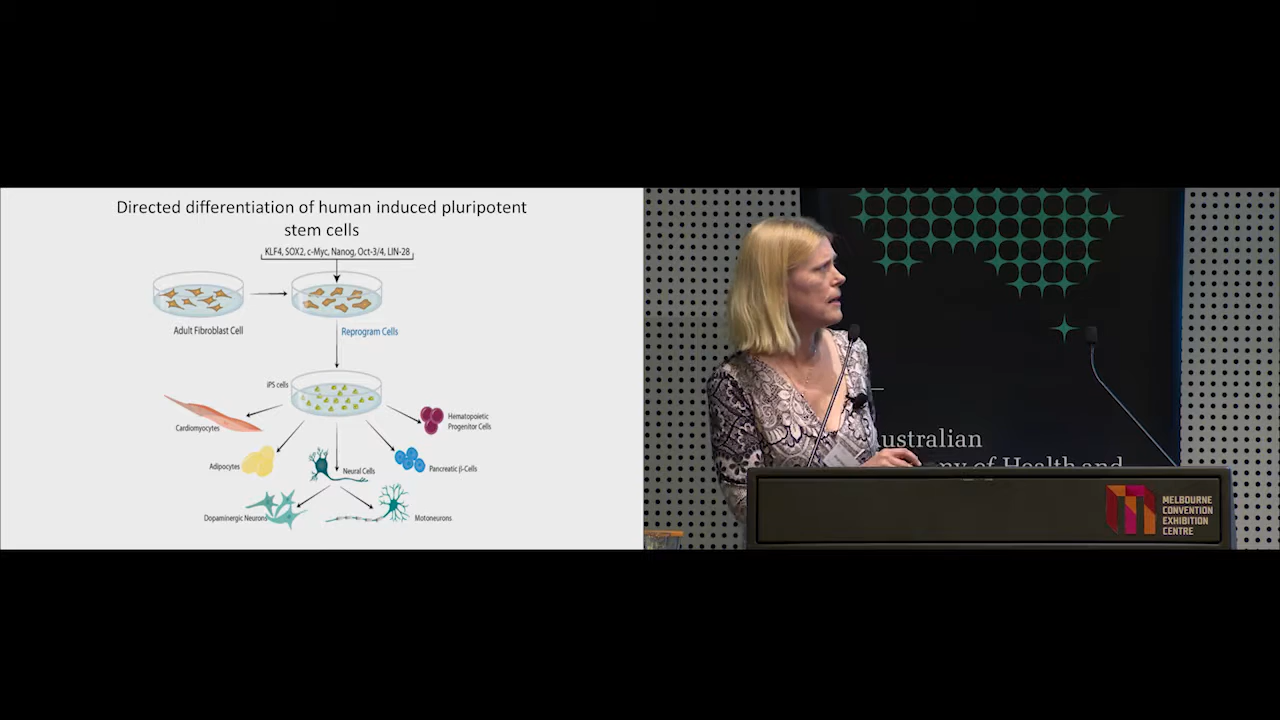 Directed differentiation of human induced pluripotent
stem cells
KLF4, SOX2, c-Myc, Nanog, Oct-3/4, LIN-28
Adult Fibroblast Cell
Reprogram Cells
iPS cells
Cardiomyocytes
Hematopoietic
Progenitor Cells
Adipocytes
Neural Cells
Pancreatic β-Cells
Dopaminergic Neurons
Motoneurons
ustralian
my of Health and
MELBOURNE
CONVENTION
EXHIBITION
CENTRE